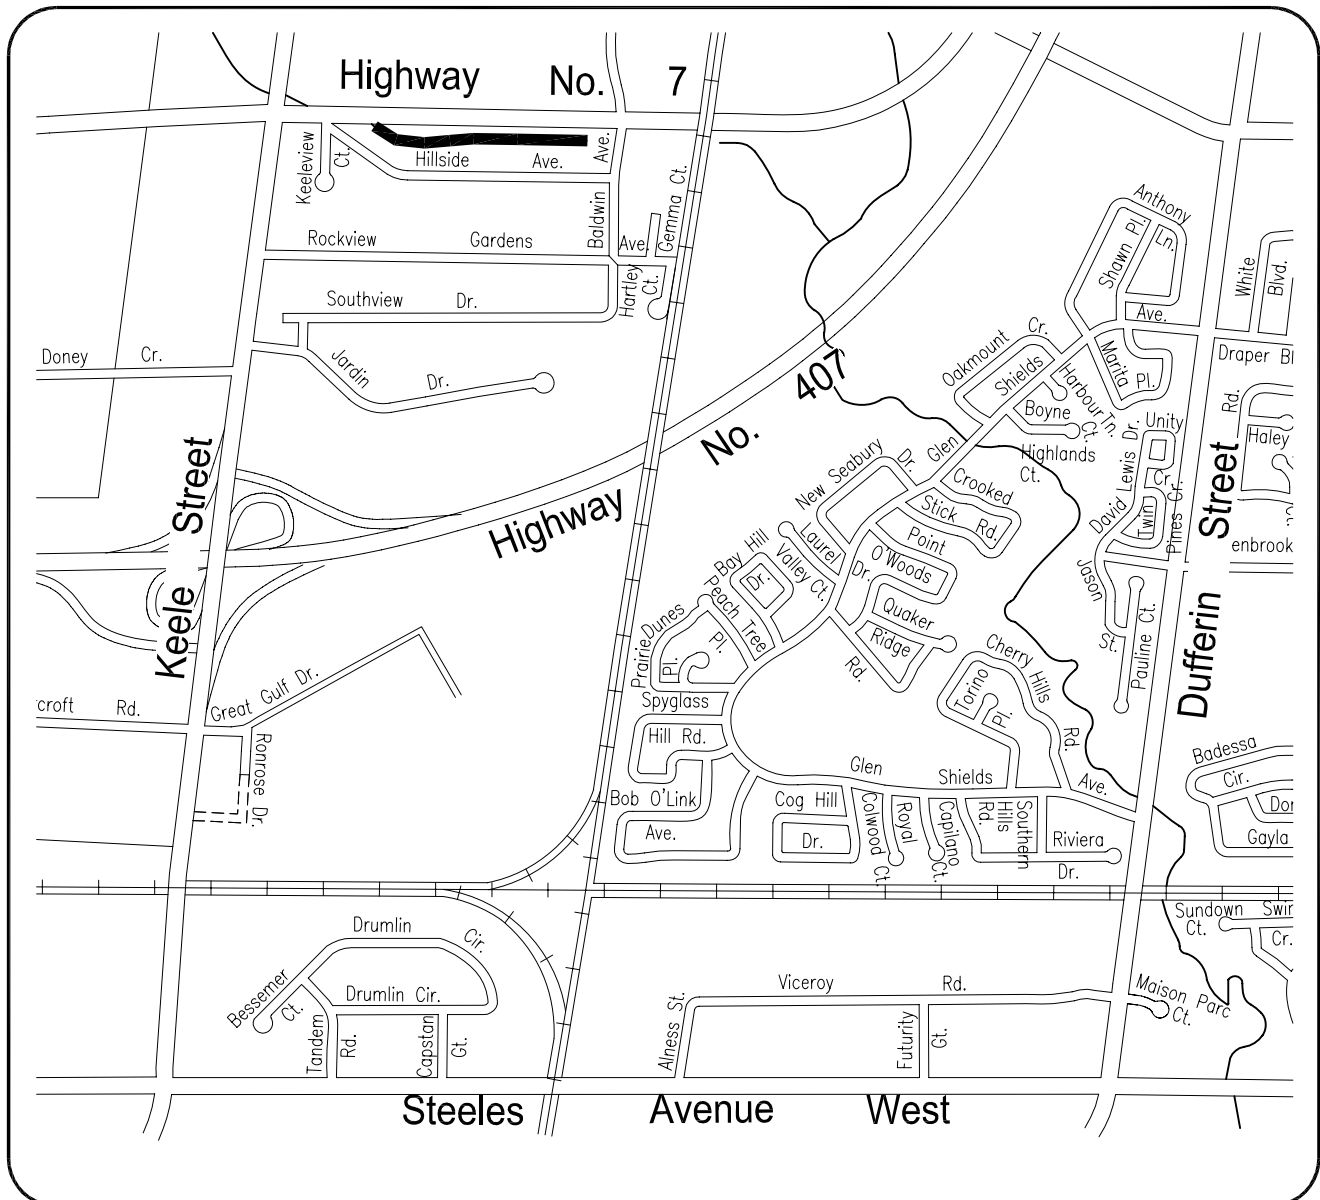 Highway No. 7
Keeleview Ct.
Hillside Ave.
Baldwin Ave.
Gemma Ct.
Rockview Gardens Ave.
Hartley Ct.
Southview Dr.
Doney Cr.
Jardin Dr.
Anthony Ln.
Shawn Pl.
White Blvd.
Ave.
Oakmount Cr.
Shields
Marita Pl.
Draper Bl
Harbour Tn.
Boyne Ct.
Highlands Ct.
Rd.
Haley
Unity Cr.
David Lewis Dr.
Twin
Pines Cr.
enbrook
Highway No. 407
Keele Street
Dufferin Street
New Seabury Dr.
Glen
Crooked
Stick Rd.
Point
O'Woods
Dr.
Laurel
Valley Ct.
Bay Hill
Dr.
Peach Tree
Pl.
Prairie Dunes
Pl.
Quaker
Ridge
Rd.
Jason
St.
Pauline Ct.
Cherry Hills
Rd.
Torino
Pl.
Spyglass
Hill Rd.
croft Rd.
Great Gulf Dr.
Ronrose Dr.
Glen Shields Ave.
Bob O'Link
Ave.
Cog Hill
Dr.
Colwood Ct.
Royal
Capilano Ct.
Southern
Hills
Rd.
Riviera
Dr.
Badessa
Cir.
Don
Gayla
Sundown
Ct.
Swin
Cr.
Drumlin Cir.
Bessemer
Ct.
Drumlin Cir.
Tandem
Rd.
Capstan
Gt.
Viceroy Rd.
Alness St.
Futurity
Gt.
Maison Parc
Ct.
Steeles Avenue West